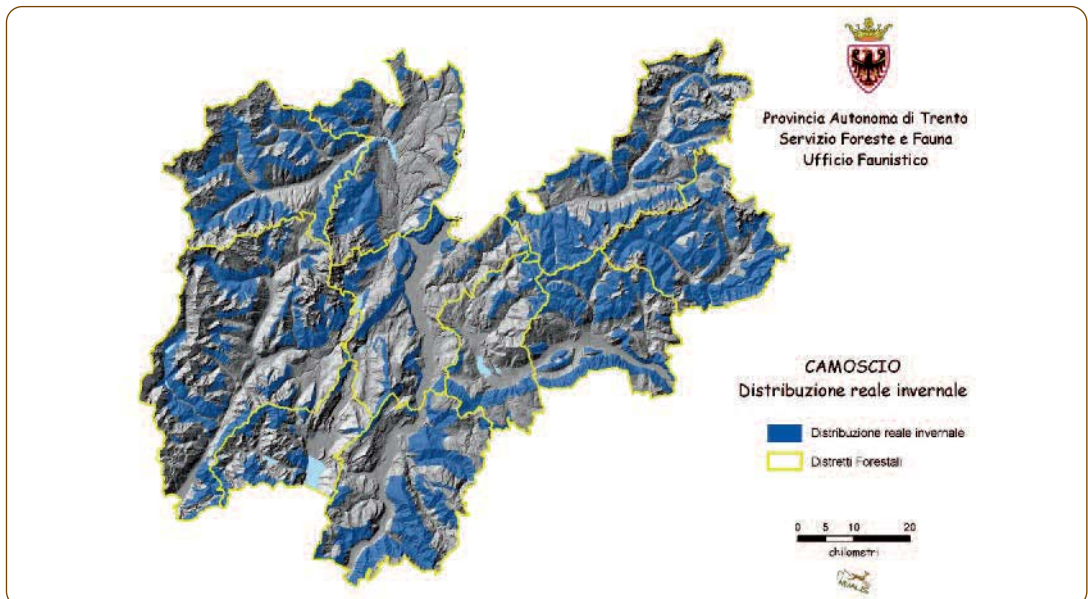 Provincia Autonoma di Trento
Servizio Foreste e Fauna
Ufficio Faunistico
CAMOSCIO
Distribuzione reale invernale
Distribuzione reale invernale
Distretti Forestali
0 5 10 20
chilometri